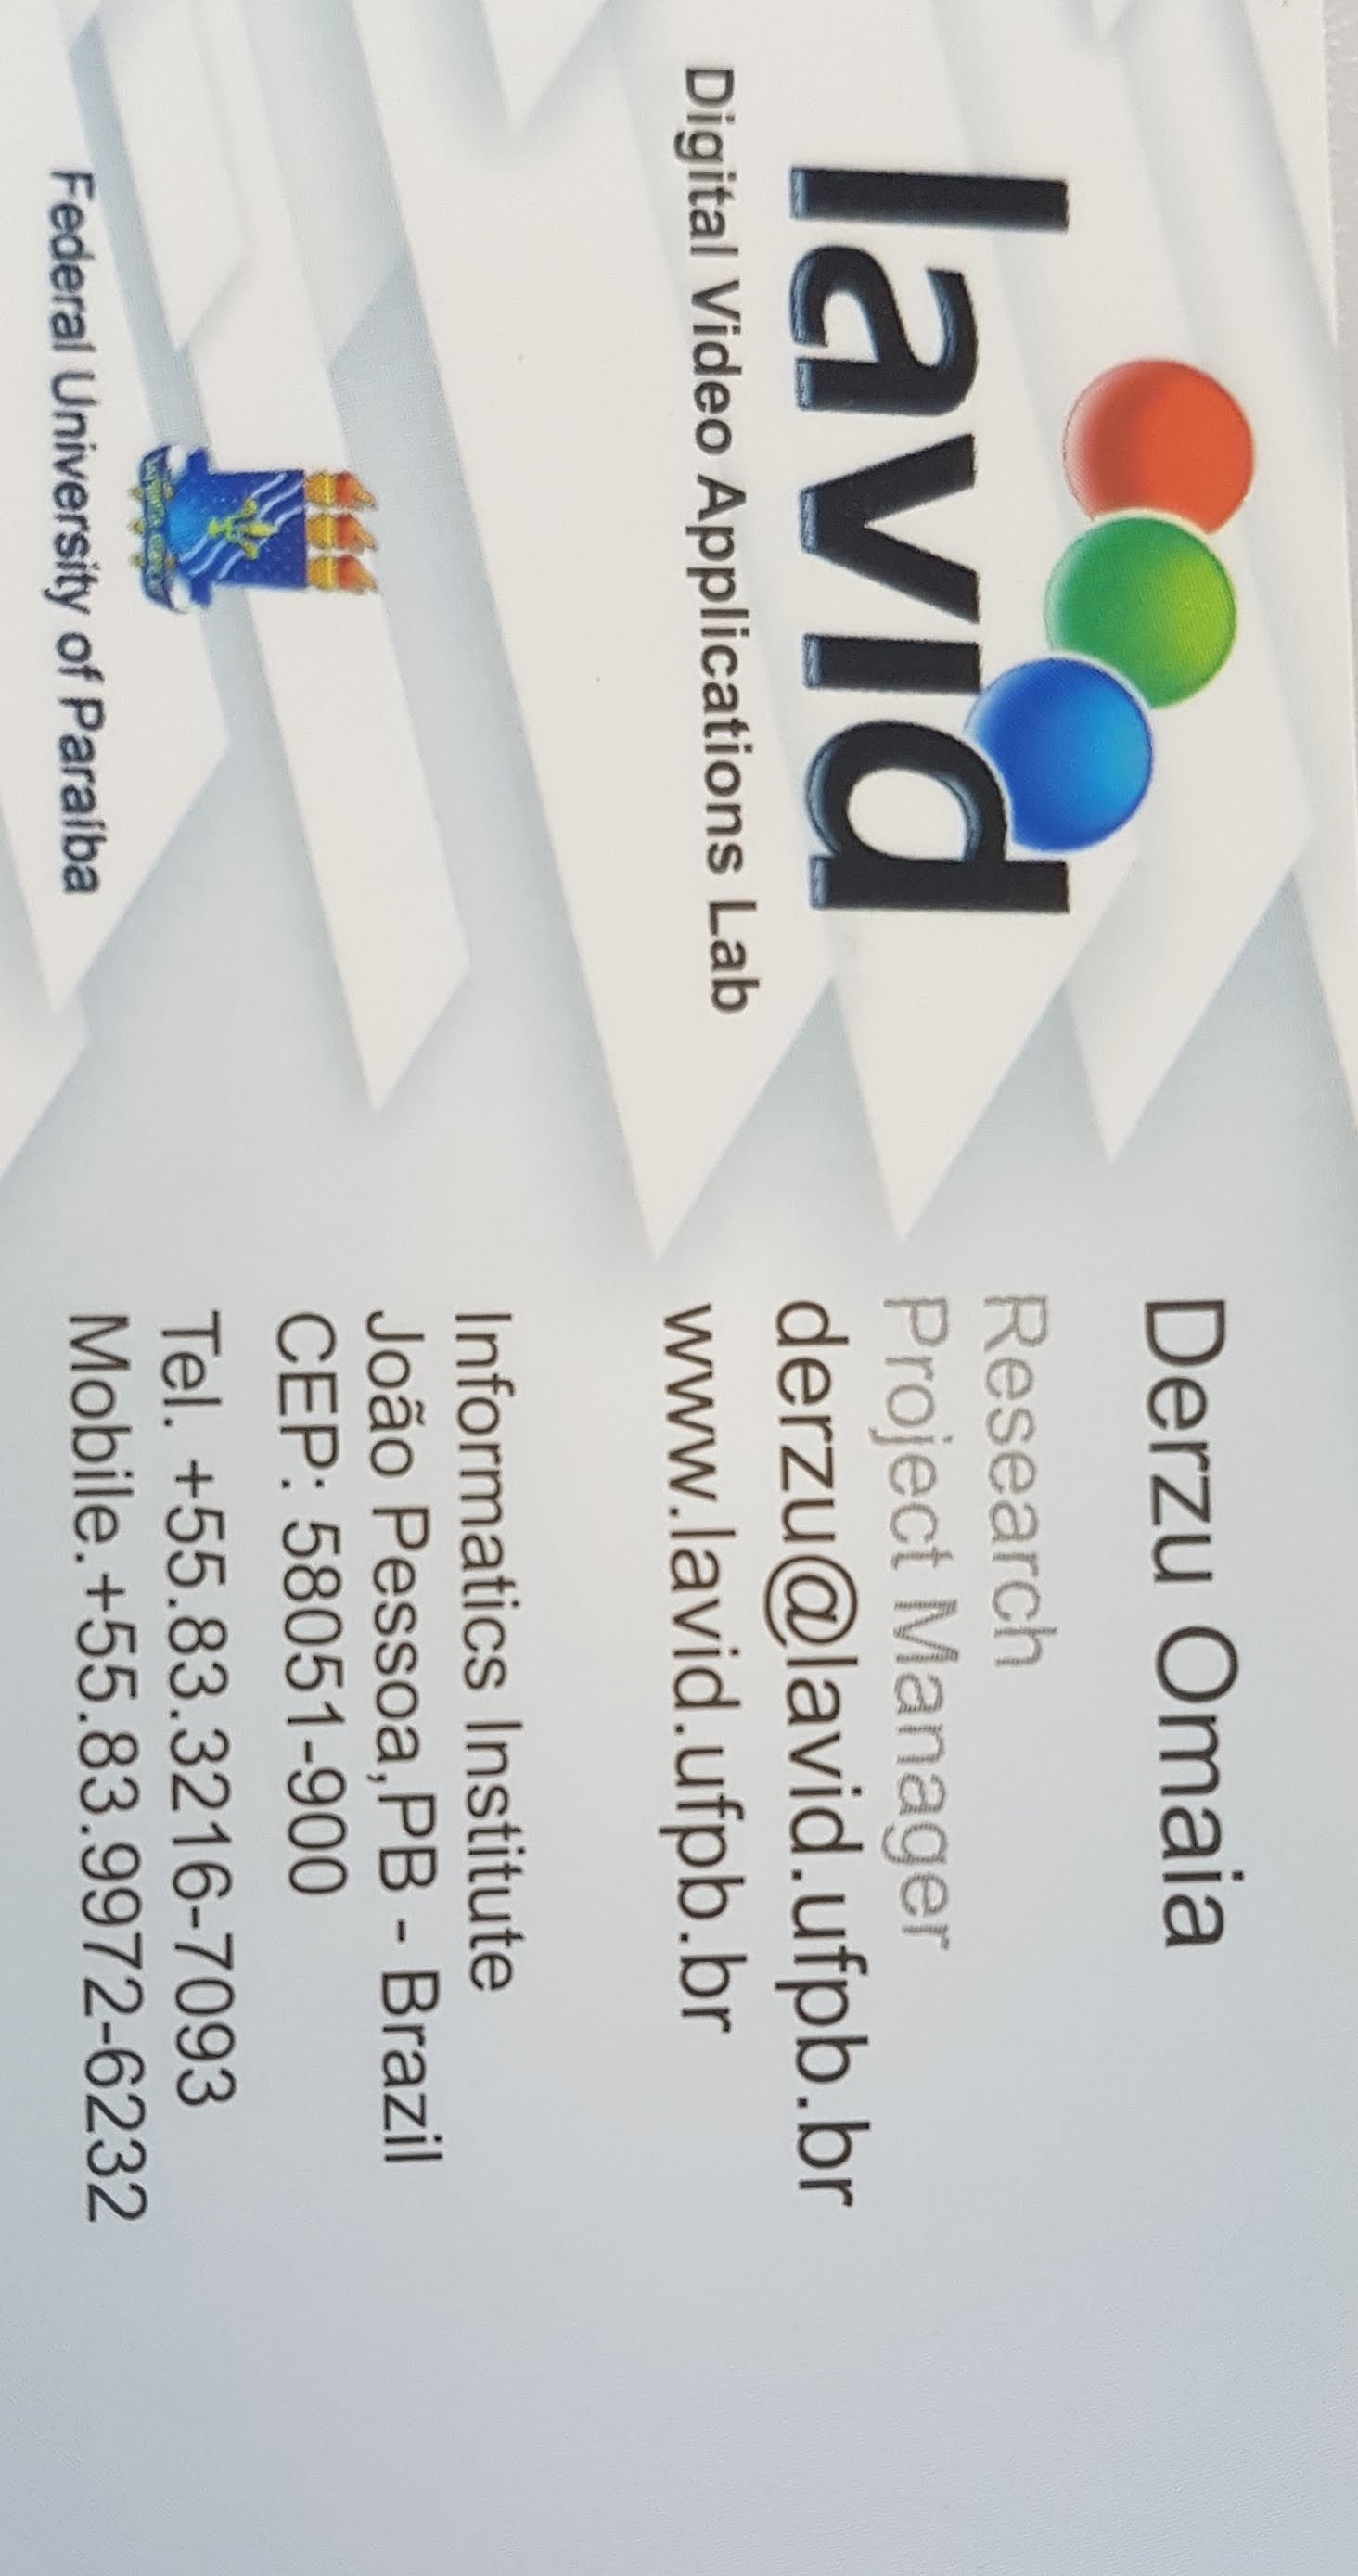 lavid
Digital Video Applications Lab
Federal University of Paraíba
Derzu Omaia
Research
Project Manager
derzu@lavid.ufpb.br
www.lavid.ufpb.br
Informatics Institute
João Pessoa,PB - Brazil
CEP: 58051-900
Tel. +55.83.3216-7093
Mobile.+55.83.9972-6232